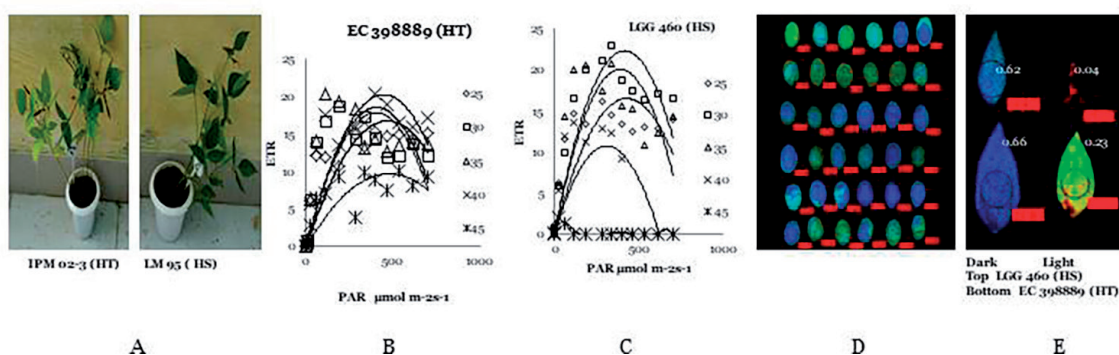 EC 398889 (HT)
LGG 460 (HS)
25
20
15
10
5
0
ETR
25
30
35
40
45
0
500
1000
PAR µmol m-2s-1
25
20
15
10
5
0
ETR
25
30
35
40
45
0
500
1000
PAR µmol m-2s-1
0.62
0.04
0.66
0.23
IPM 02-3 (HT)
LM 95 ( HS)
Dark Light
Top LGG 460 (HS)
Bottom EC 398889 (HT)
A
B
C
D
E